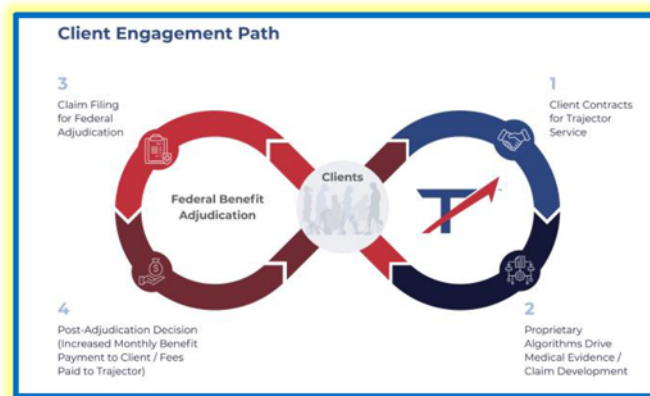 Client Engagement Path
3
Claim Filing
for Federal
Adjudication
1
Client Contracts
for Trajector
Service
Clients
Federal Benefit
Adjudication
T
4
Post-Adjudication Decision
(Increased Monthly Benefit
Payment to Client / Fees
Paid to Trajector)
2
Proprietary
Algorithms Drive
Medical Evidence /
Claim Development